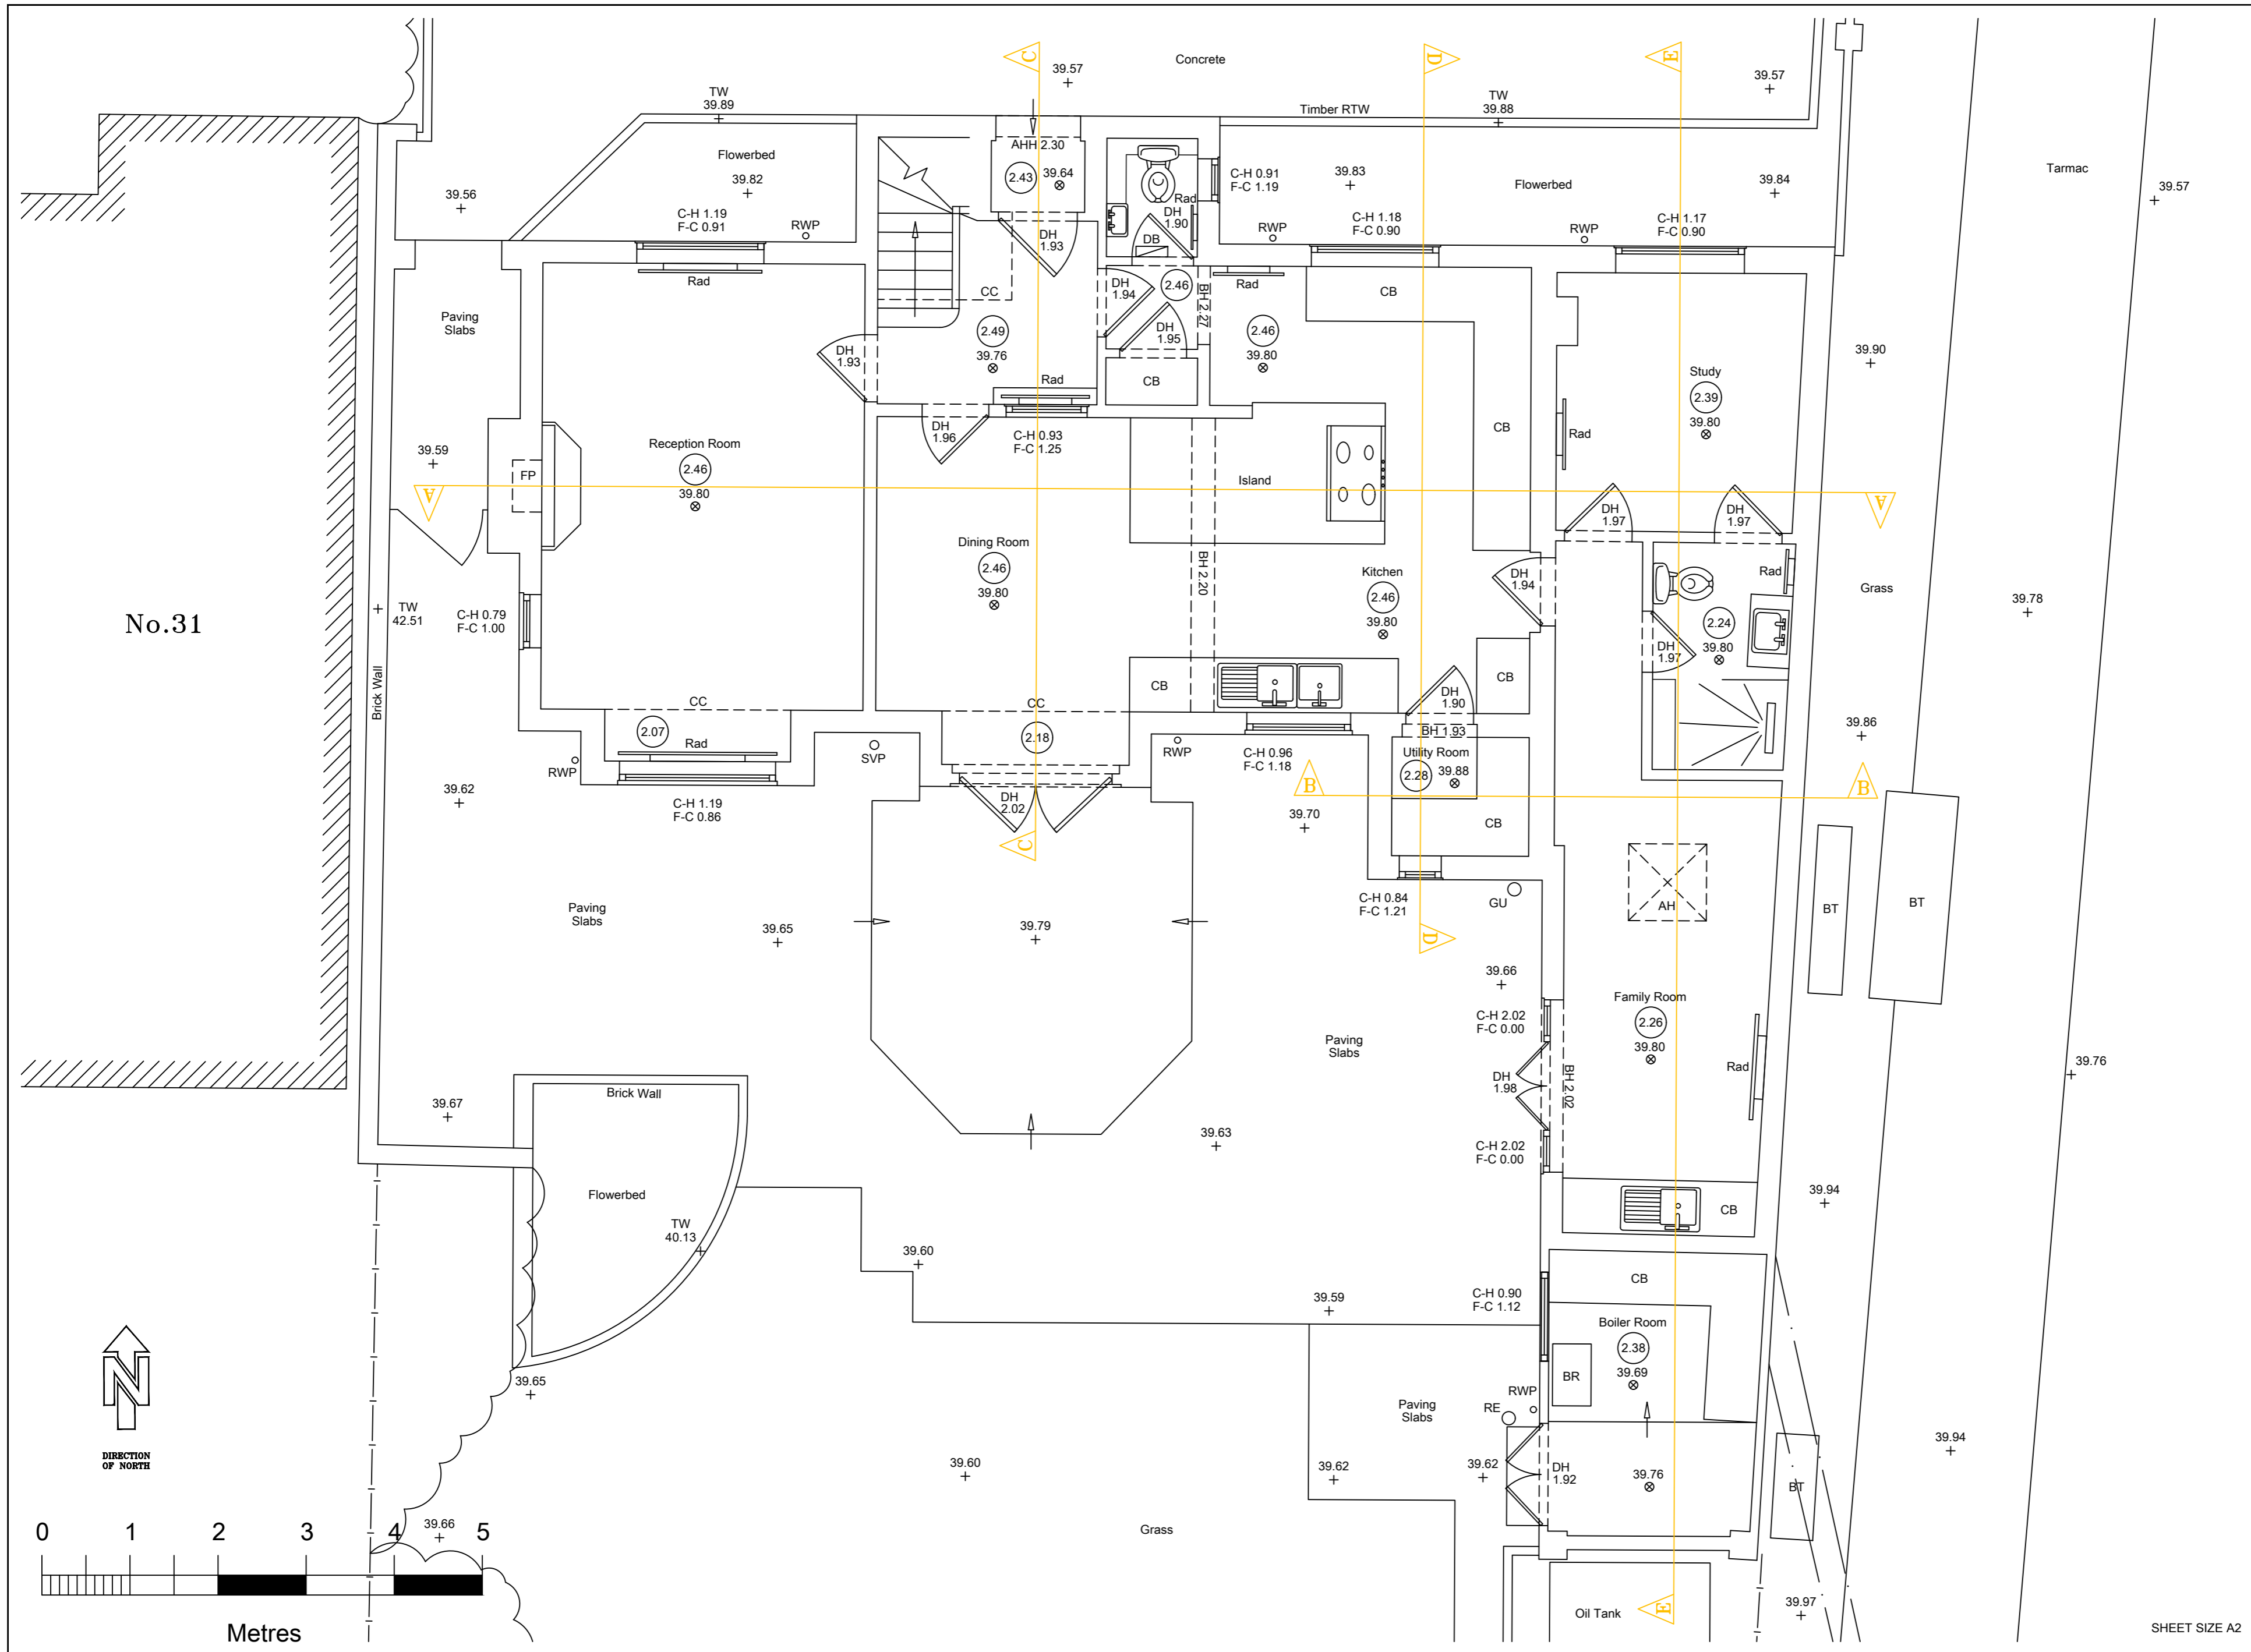 Concrete
39.57
39.57
TW
39.89
Timber RTW
TW
39.88
Tarmac
39.57
C
D
E
Flowerbed
39.82
C-H 1.19
F-C 0.91
RWP
39.56
AHH 2.30
2.43
39.64
DH
1.93
Rad
DH
1.90
DB
C-H 0.91
F-C 1.19
39.83
Flowerbed
39.84
RWP
C-H 1.18
F-C 0.90
RWP
C-H 1.17
F-C 0.90
Paving
Slabs
Rad
CC
2.49
39.76
DH
1.93
Rad
DH
1.94
2.46
BH 2.27
DH
1.95
CB
Rad
2.46
39.80
CB
CB
Study
2.39
39.80
Rad
39.90
39.59
FP
A
Reception Room
2.46
39.80
DH
1.96
C-H 0.93
F-C 1.25
Island
A
DH
1.97
DH
1.97
Dining Room
2.46
39.80
BH 2.20
Kitchen
2.46
39.80
DH
1.94
Rad
2.24
39.80
DH
1.97
Grass
39.78
No.31
TW
42.51
Brick Wall
C-H 0.79
F-C 1.00
CC
2.07
Rad
RWP
C-H 1.19
F-C 0.86
SVP
CC
2.18
DH
2.02
C
CB
RWP
C-H 0.96
F-C 1.18
DH
1.90
CB
BH 1.93
Utility Room
2.28
39.88
B
B
39.70
CB
39.86
39.62
C-H 0.84
F-C 1.21
GU
D
AH
BT
BT
Paving
Slabs
39.65
39.79
39.66
C-H 2.02
F-C 0.00
Family Room
2.26
39.80
Rad
DH
1.98
BH 2.02
C-H 2.02
F-C 0.00
Paving
Slabs
39.76
39.67
Brick Wall
39.63
Flowerbed
TW
40.13
CB
39.94
39.60
39.59
C-H 0.90
F-C 1.12
CB
Boiler Room
2.38
39.69
BR
RWP
RE
Paving
Slabs
39.65
39.60
39.62
39.62
DH
1.92
39.76
BT
39.94
N
DIRECTION
OF NORTH
39.66
Grass
0 1 2 3 4 5
Metres
Oil Tank
E
39.97
SHEET SIZE A2